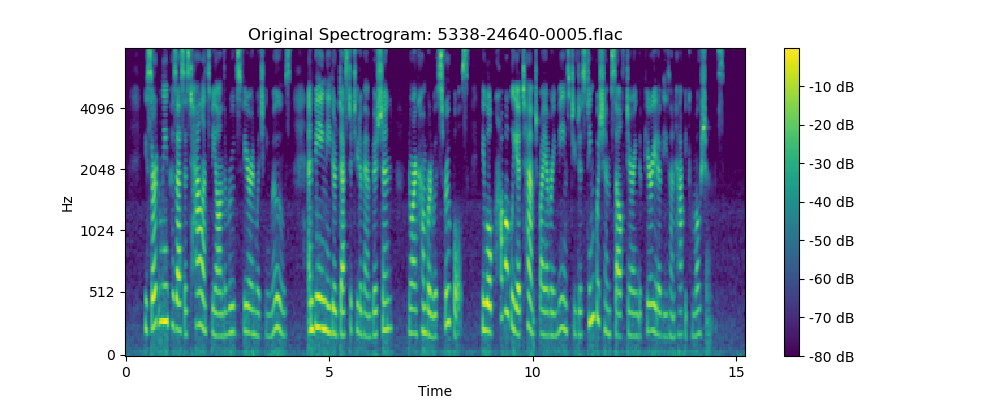 Original Spectrogram: 5338-24640-0005.flac
4096
2048
1024
512
0
Hz
0 5 10 15
Time
-10 dB
-20 dB
-30 dB
-40 dB
-50 dB
-60 dB
-70 dB
-80 dB